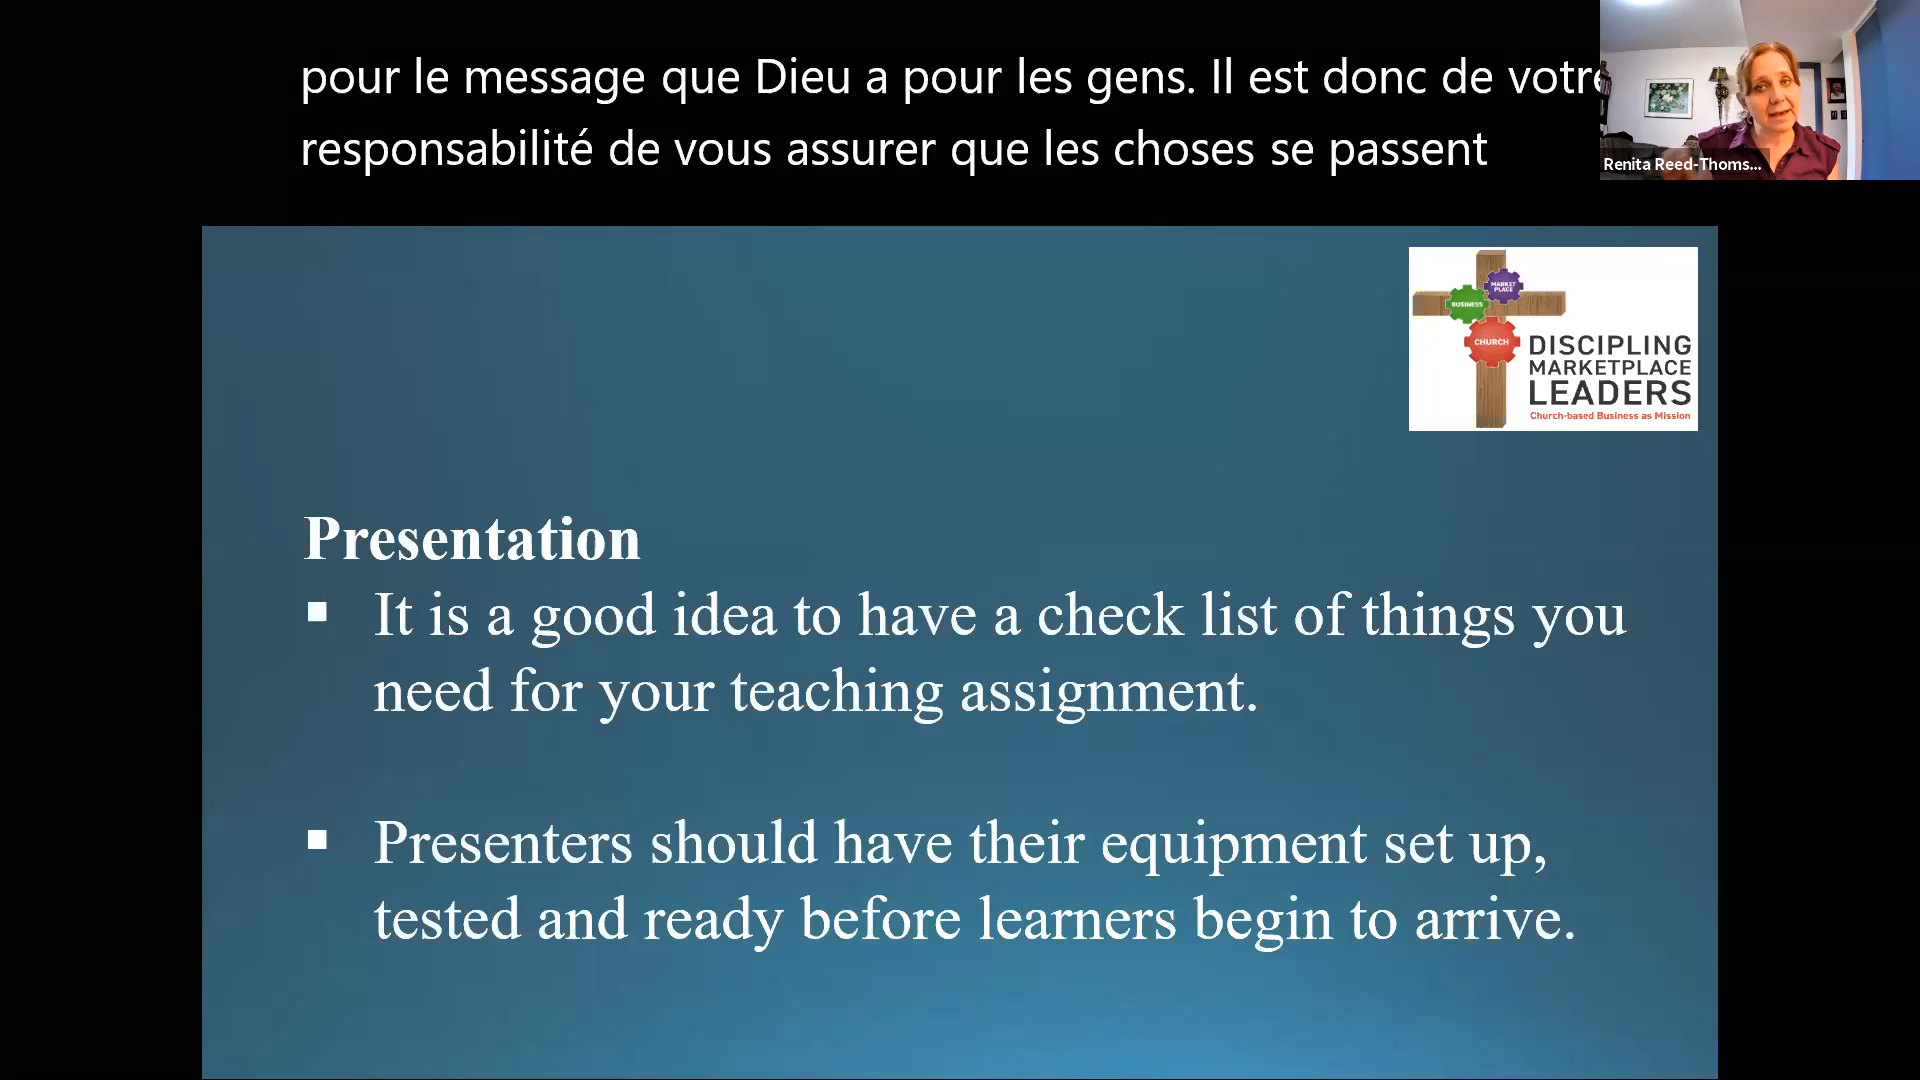 pour le message que Dieu a pour les gens. Il est donc de votre
responsabilité de vous assurer que les choses se passent
Renita Reed-Thoms...
MARKET
PLACE
BUSINESS
CHURCH
DISCIPLING
MARKETPLACE
LEADERS
Church-based Business as Mission
Presentation
▪ It is a good idea to have a check list of things you
need for your teaching assignment.
▪ Presenters should have their equipment set up,
tested and ready before learners begin to arrive.